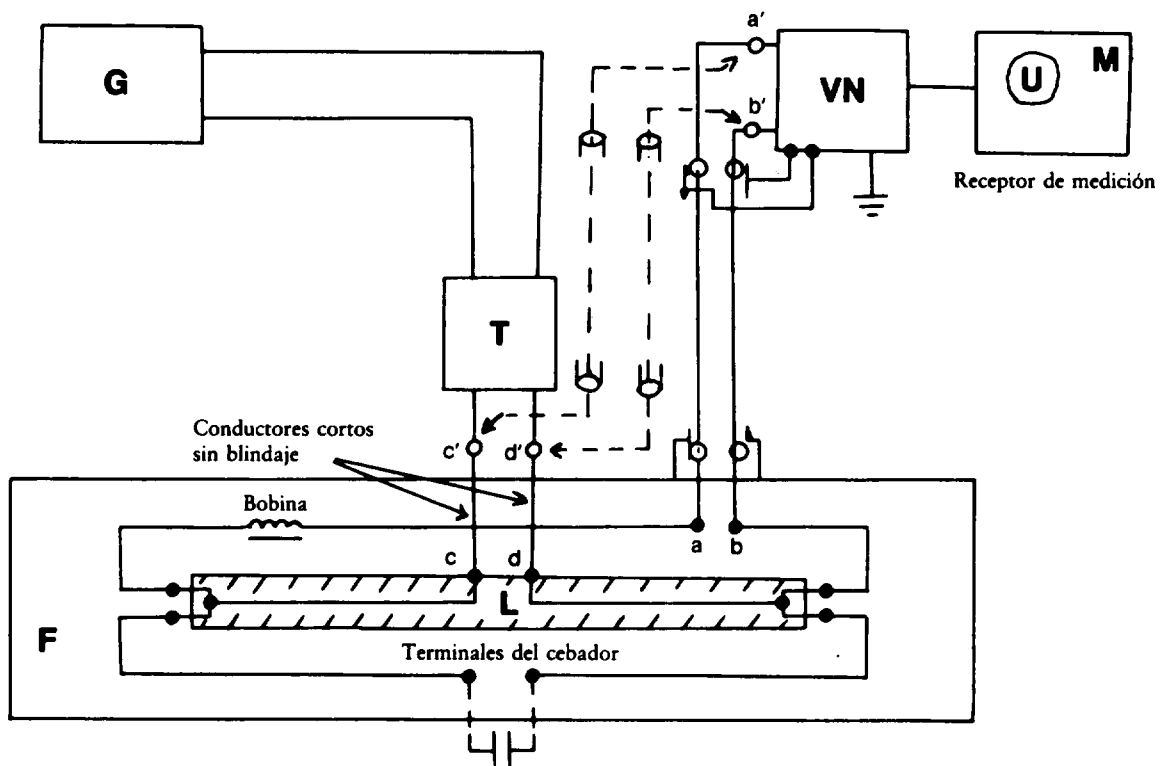 a'
G
VN
U
M
b'
Receptor de medición
T
Conductores cortos
sin blindaje
c'
d'
Bobina
a
b
c
d
L
F
Terminales del cebador